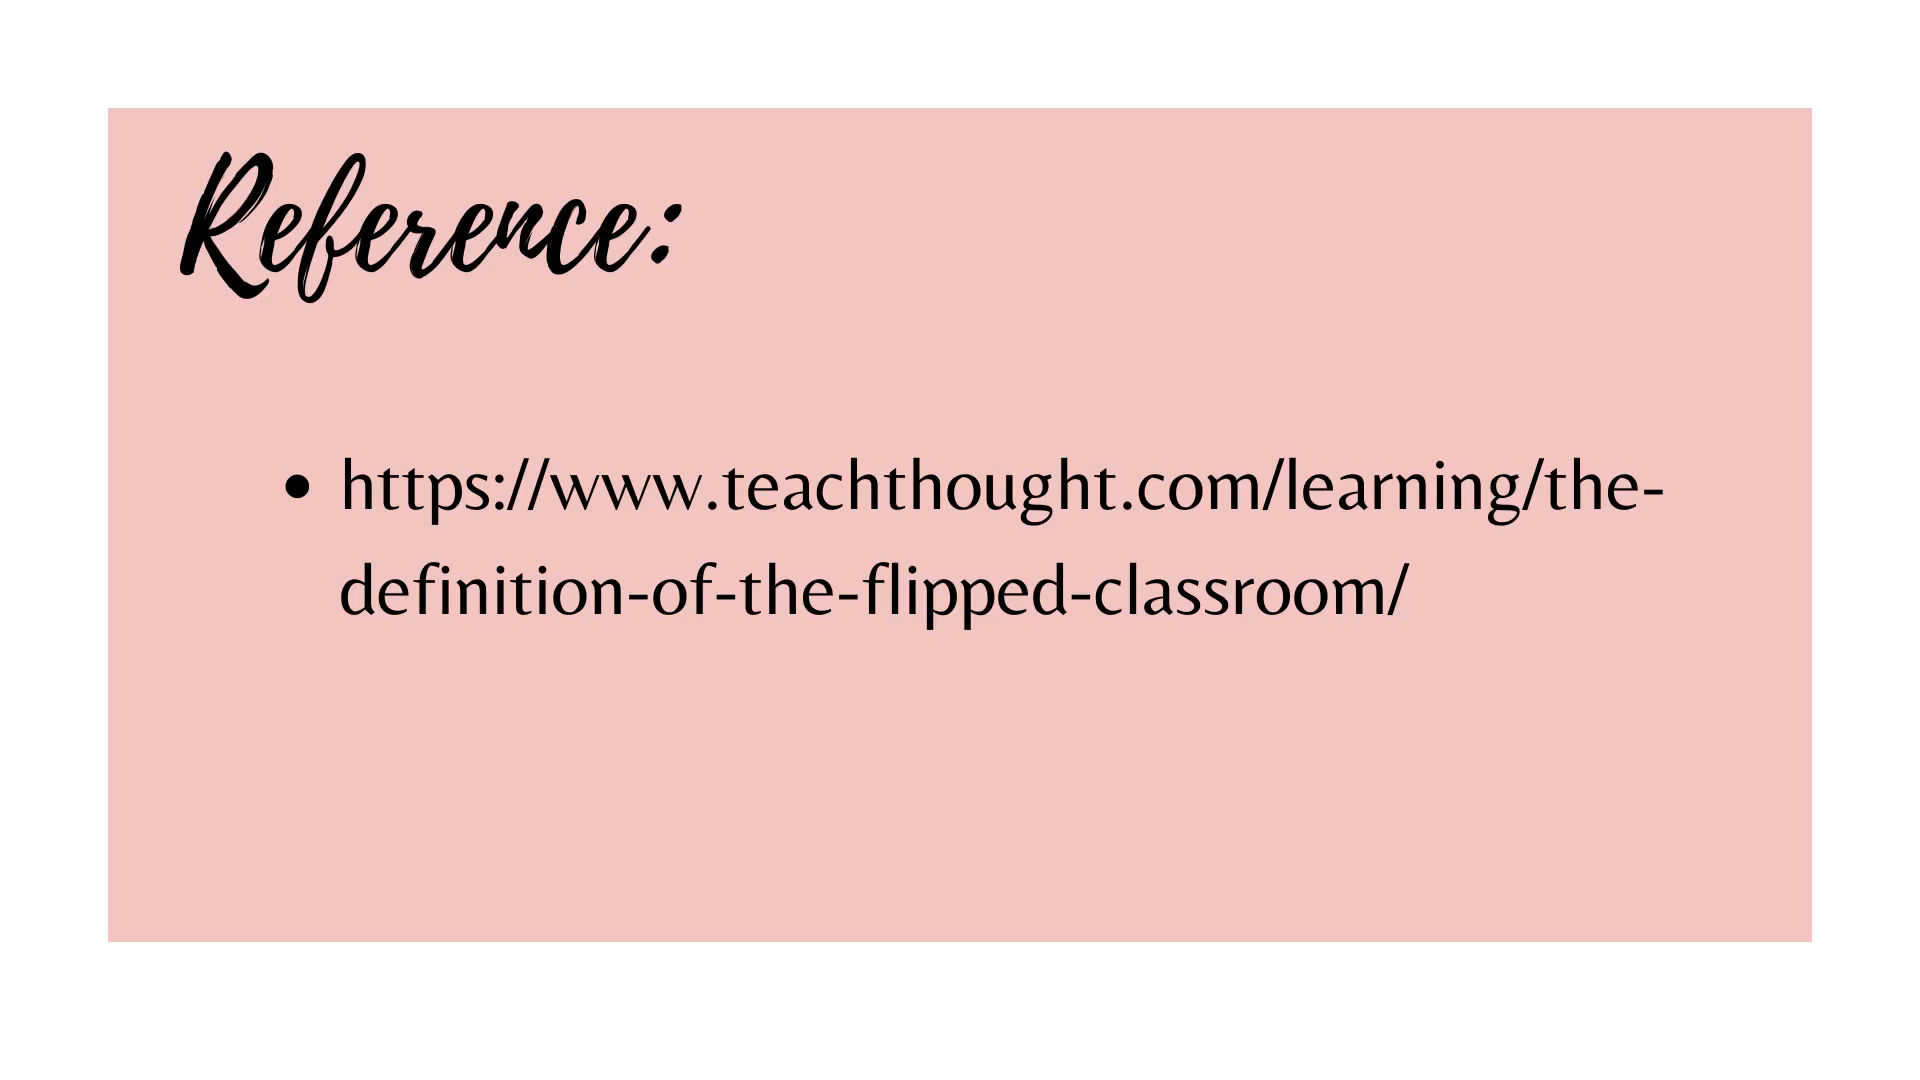 Reference:
• https://www.teachthought.com/learning/the-
definition-of-the-flipped-classroom/